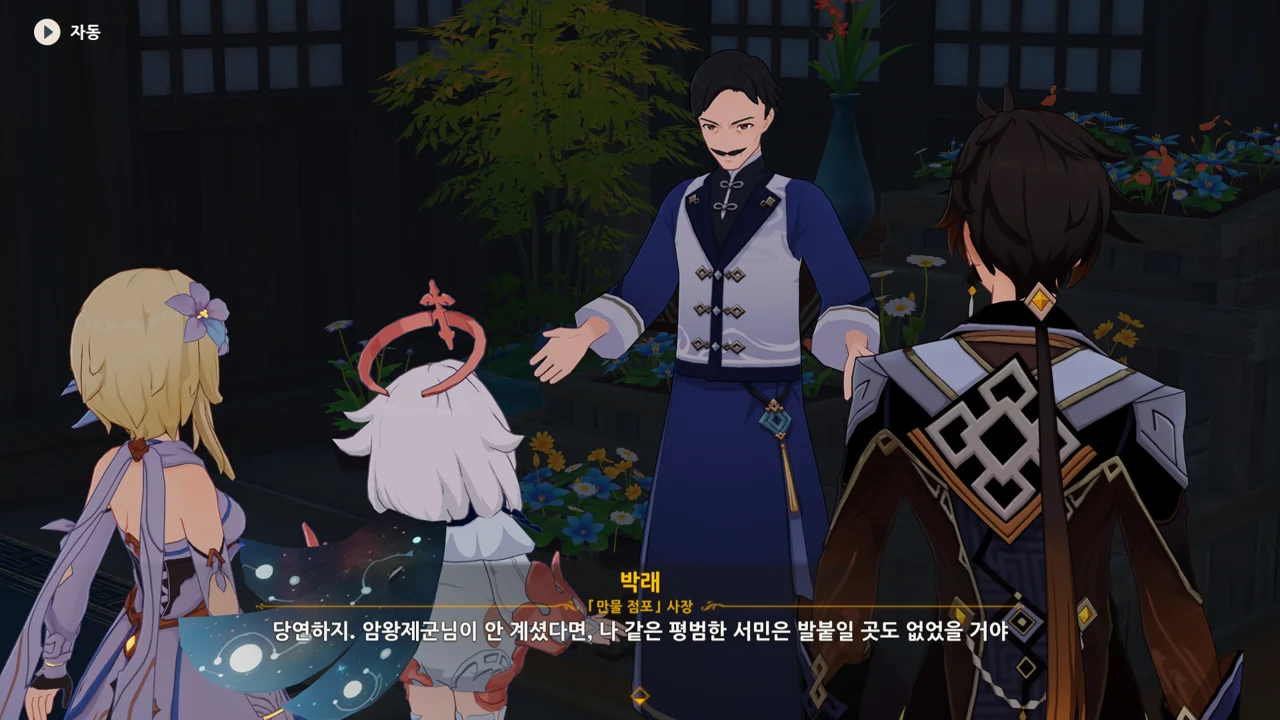 자동
박래
「만물 점포」 사장
당연하지. 암왕제군님이 안 계셨다면, 나 같은 평범한 서민은 발붙일 곳도 없었을 거야